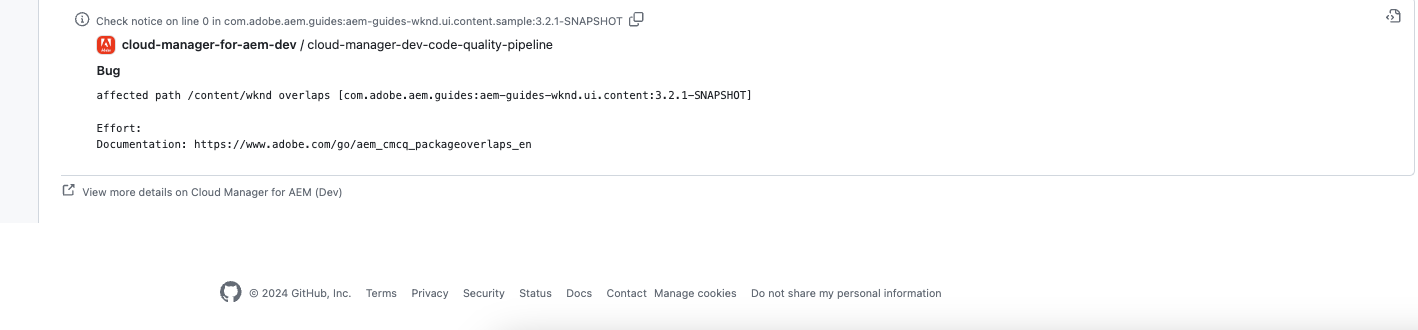 Check notice on line 0 in com.adobe.aem.guides:aem-guides-wknd.ui.content.sample:3.2.1-SNAPSHOT
cloud-manager-for-aem-dev / cloud-manager-dev-code-quality-pipeline
Bug
affected path /content/wknd overlaps [com.adobe.aem.guides:aem-guides-wknd.ui.content:3.2.1-SNAPSHOT]
Effort:
Documentation: https://www.adobe.com/go/aem_cmcq_packageoverlaps_en
View more details on Cloud Manager for AEM (Dev)
© 2024 GitHub, Inc. Terms Privacy Security Status Docs Contact Manage cookies Do not share my personal information